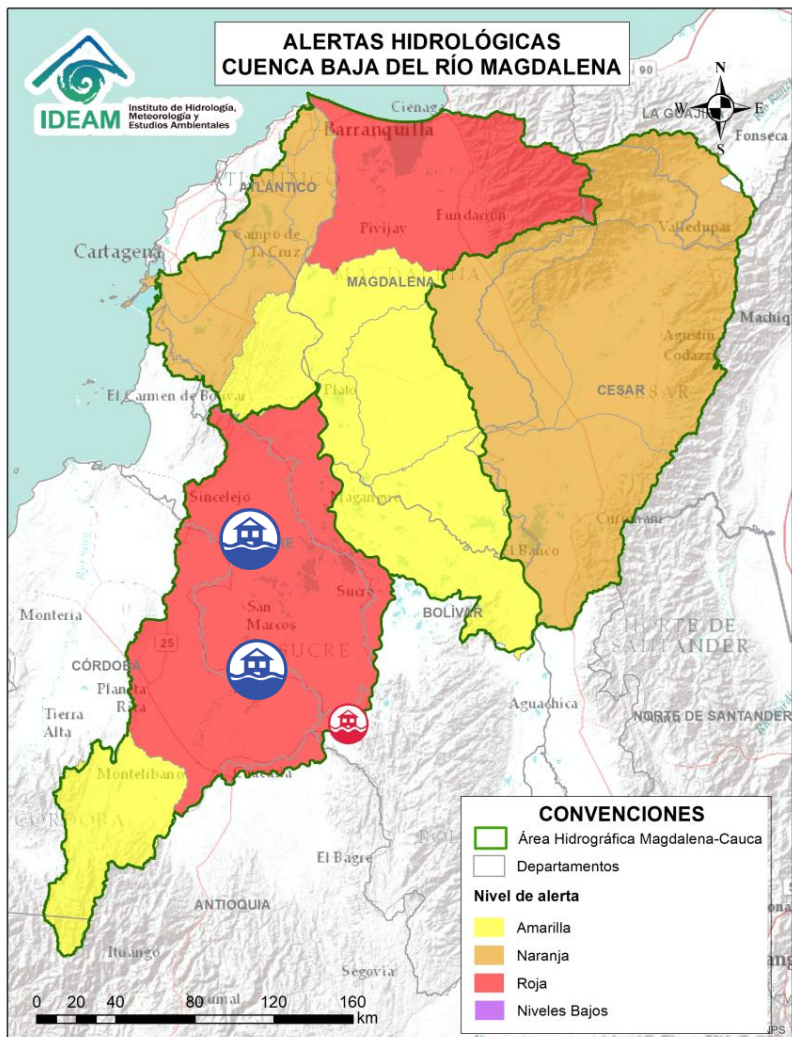 ALERTAS HIDROLÓGICAS
CUENCA BAJA DEL RÍO MAGDALENA
IDEAM
Instituto de Hidrología,
Meteorología y
Estudios Ambientales
N
W
E
S
90
Ciénaga
LA GUAJIRA
Barranquilla
Fonseca
ATLÁNTICO
Pivijay
Fundación
Valledupar
Cartagena
Campo de
la Cruz
MAGDALENA
MAGDALENA
Agustín
Codazzi
CESAR
El Carmen de Bolívar
Plato
Sincelejo
Magangué
El Banco
Sucre
San
Marcos
BOLÍVAR
SUCRE
NORTE DE
SANTANDER
Montería
25
CÓRDOBA
Planeta
Rica
Tierra
Alta
Aguachica
NORTE DE SANTANDER
Montelíbano
CÓRDOBA
El Bagre
ANTIOQUIA
Ituango
Segovia
CONVENCIONES
Área Hidrográfica Magdalena-Cauca
Departamentos
Nivel de alerta
Amarilla
Naranja
Roja
Niveles Bajos
0 20 40 80 120 160
km